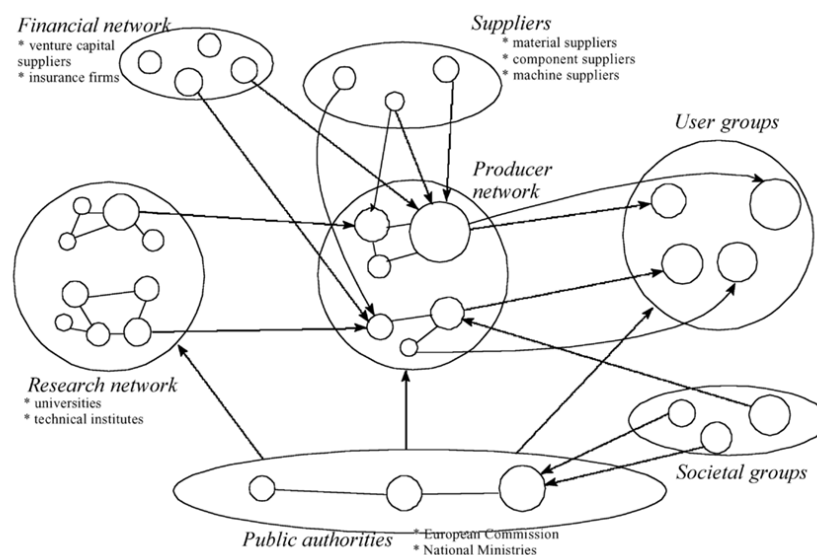 Financial network
* venture capital
suppliers
* insurance firms
Suppliers
* material suppliers
* component suppliers
* machine suppliers
User groups
Producer
network
Research network
* universities
* technical institutes
Societal groups
Public authorities
* European Commission
* National Ministries